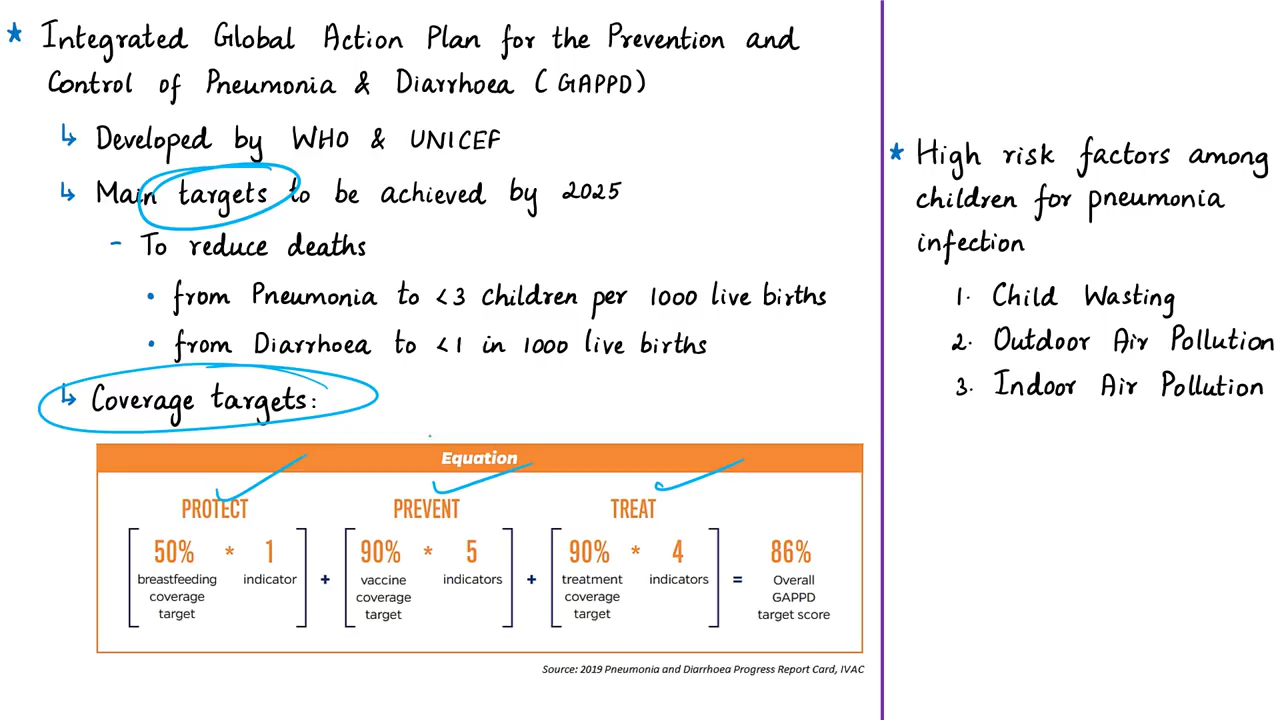 * Integrated Global Action Plan for the Prevention and
Control of Pneumonia & Diarrhoea (GAPPD)
↳ Developed by WHO & UNICEF
↳ Main targets to be achieved by 2025
- To reduce deaths
• from Pneumonia to <3 children per 1000 live births
• from Diarrhoea to <1 in 1000 live births
↳ Coverage targets:
Equation
PROTECT PREVENT TREAT
[50% * 1] + [90% * 5] + [90% * 4] = 86%
breastfeeding coverage target
indicator
vaccine coverage target
indicators
treatment coverage target
indicators
Overall GAPPD target score
Source: 2019 Pneumonia and Diarrhoea Progress Report Card, IVAC
* High risk factors among
children for pneumonia
infection
1. Child Wasting
2. Outdoor Air Pollution
3. Indoor Air Pollution